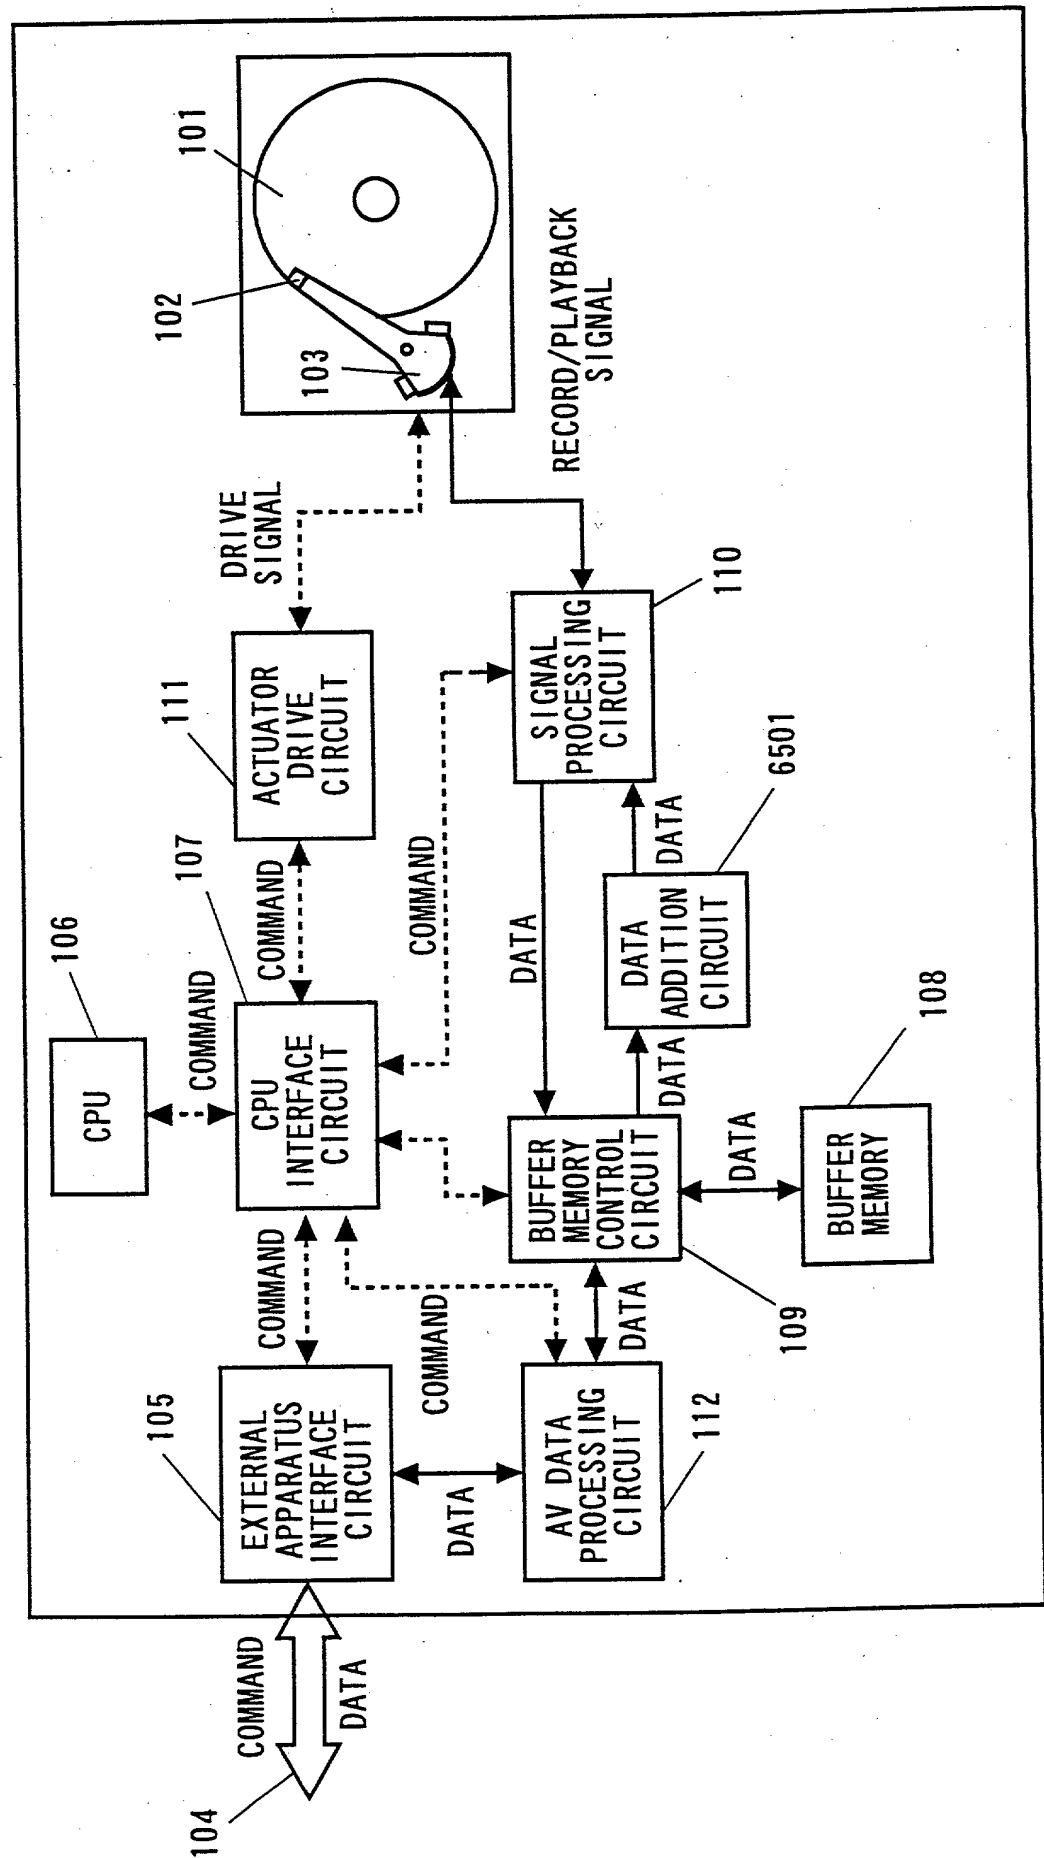 104
COMMAND
DATA
105
EXTERNAL
APPARATUS
INTERFACE
CIRCUIT
COMMAND
106
CPU
COMMAND
107
CPU
INTERFACE
CIRCUIT
COMMAND
111
ACTUATOR
DRIVE
CIRCUIT
DRIVE
SIGNAL
101
102
103
RECORD/PLAYBACK
SIGNAL
DATA
COMMAND
COMMAND
AV DATA
PROCESSING
CIRCUIT
112
DATA
BUFFER
MEMORY
CONTROL
CIRCUIT
109
DATA
DATA
DATA
ADDITION
CIRCUIT
6501
DATA
SIGNAL
PROCESSING
CIRCUIT
110
DATA
BUFFER
MEMORY
108